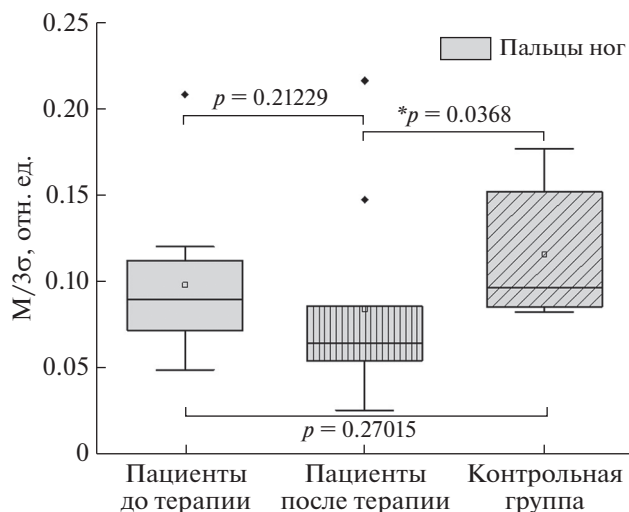 0.25
Пальцы ног
p = 0.21229
0.20
*p = 0.0368
0.15
0.10
0.05
p = 0.27015
0
M/3σ, отн. ед.
Пациенты
до терапии
Пациенты
после терапии
Контрольная
группа